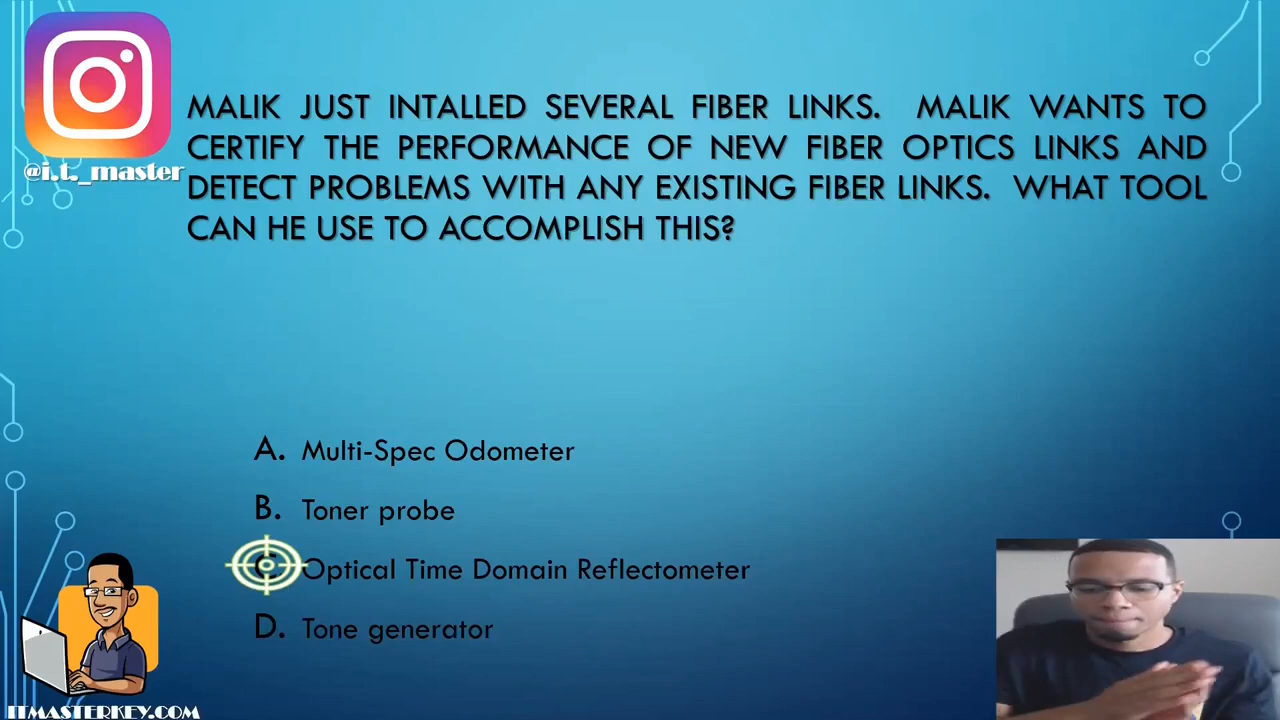 MALIK JUST INTALLED SEVERAL FIBER LINKS. MALIK WANTS TO
CERTIFY THE PERFORMANCE OF NEW FIBER OPTICS LINKS AND
@i.t._master
DETECT PROBLEMS WITH ANY EXISTING FIBER LINKS. WHAT TOOL
CAN HE USE TO ACCOMPLISH THIS?
A. Multi-Spec Odometer
B. Toner probe
C. Optical Time Domain Reflectometer
D. Tone generator
ITMASTERKEY.COM